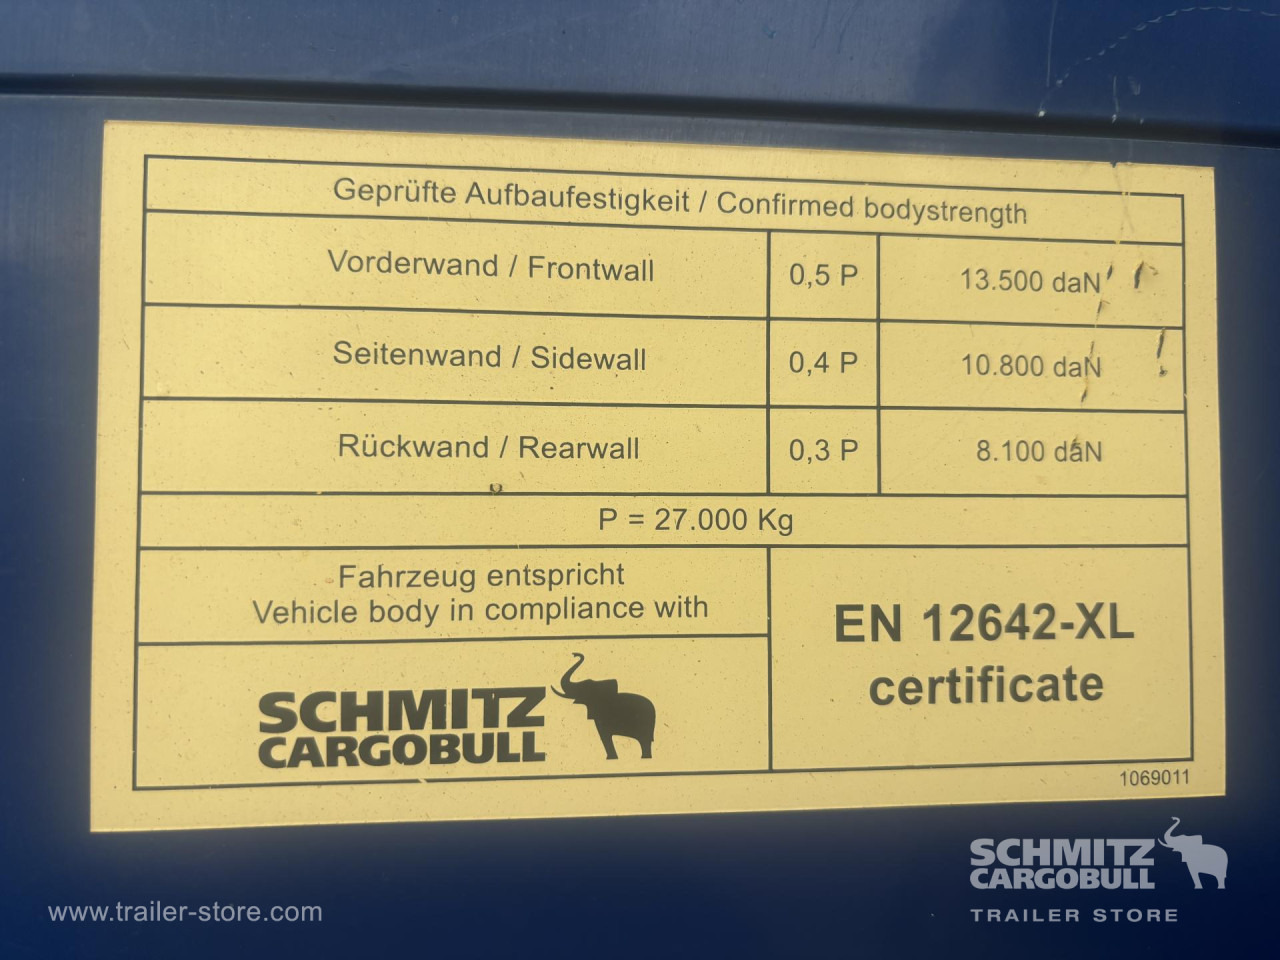 Geprüfte Aufbaufestigkeit / Confirmed bodystrength
Vorderwand / Frontwall 0,5 P 13.500 daN
Seitenwand / Sidewall 0,4 P 10.800 daN
Rückwand / Rearwall 0,3 P 8.100 daN
P = 27.000 Kg
Fahrzeug entspricht
Vehicle body in compliance with
EN 12642-XL
certificate
SCHMITZ
CARGOBULL
1069011
SCHMITZ
CARGOBULL
TRAILER STORE
www.trailer-store.com